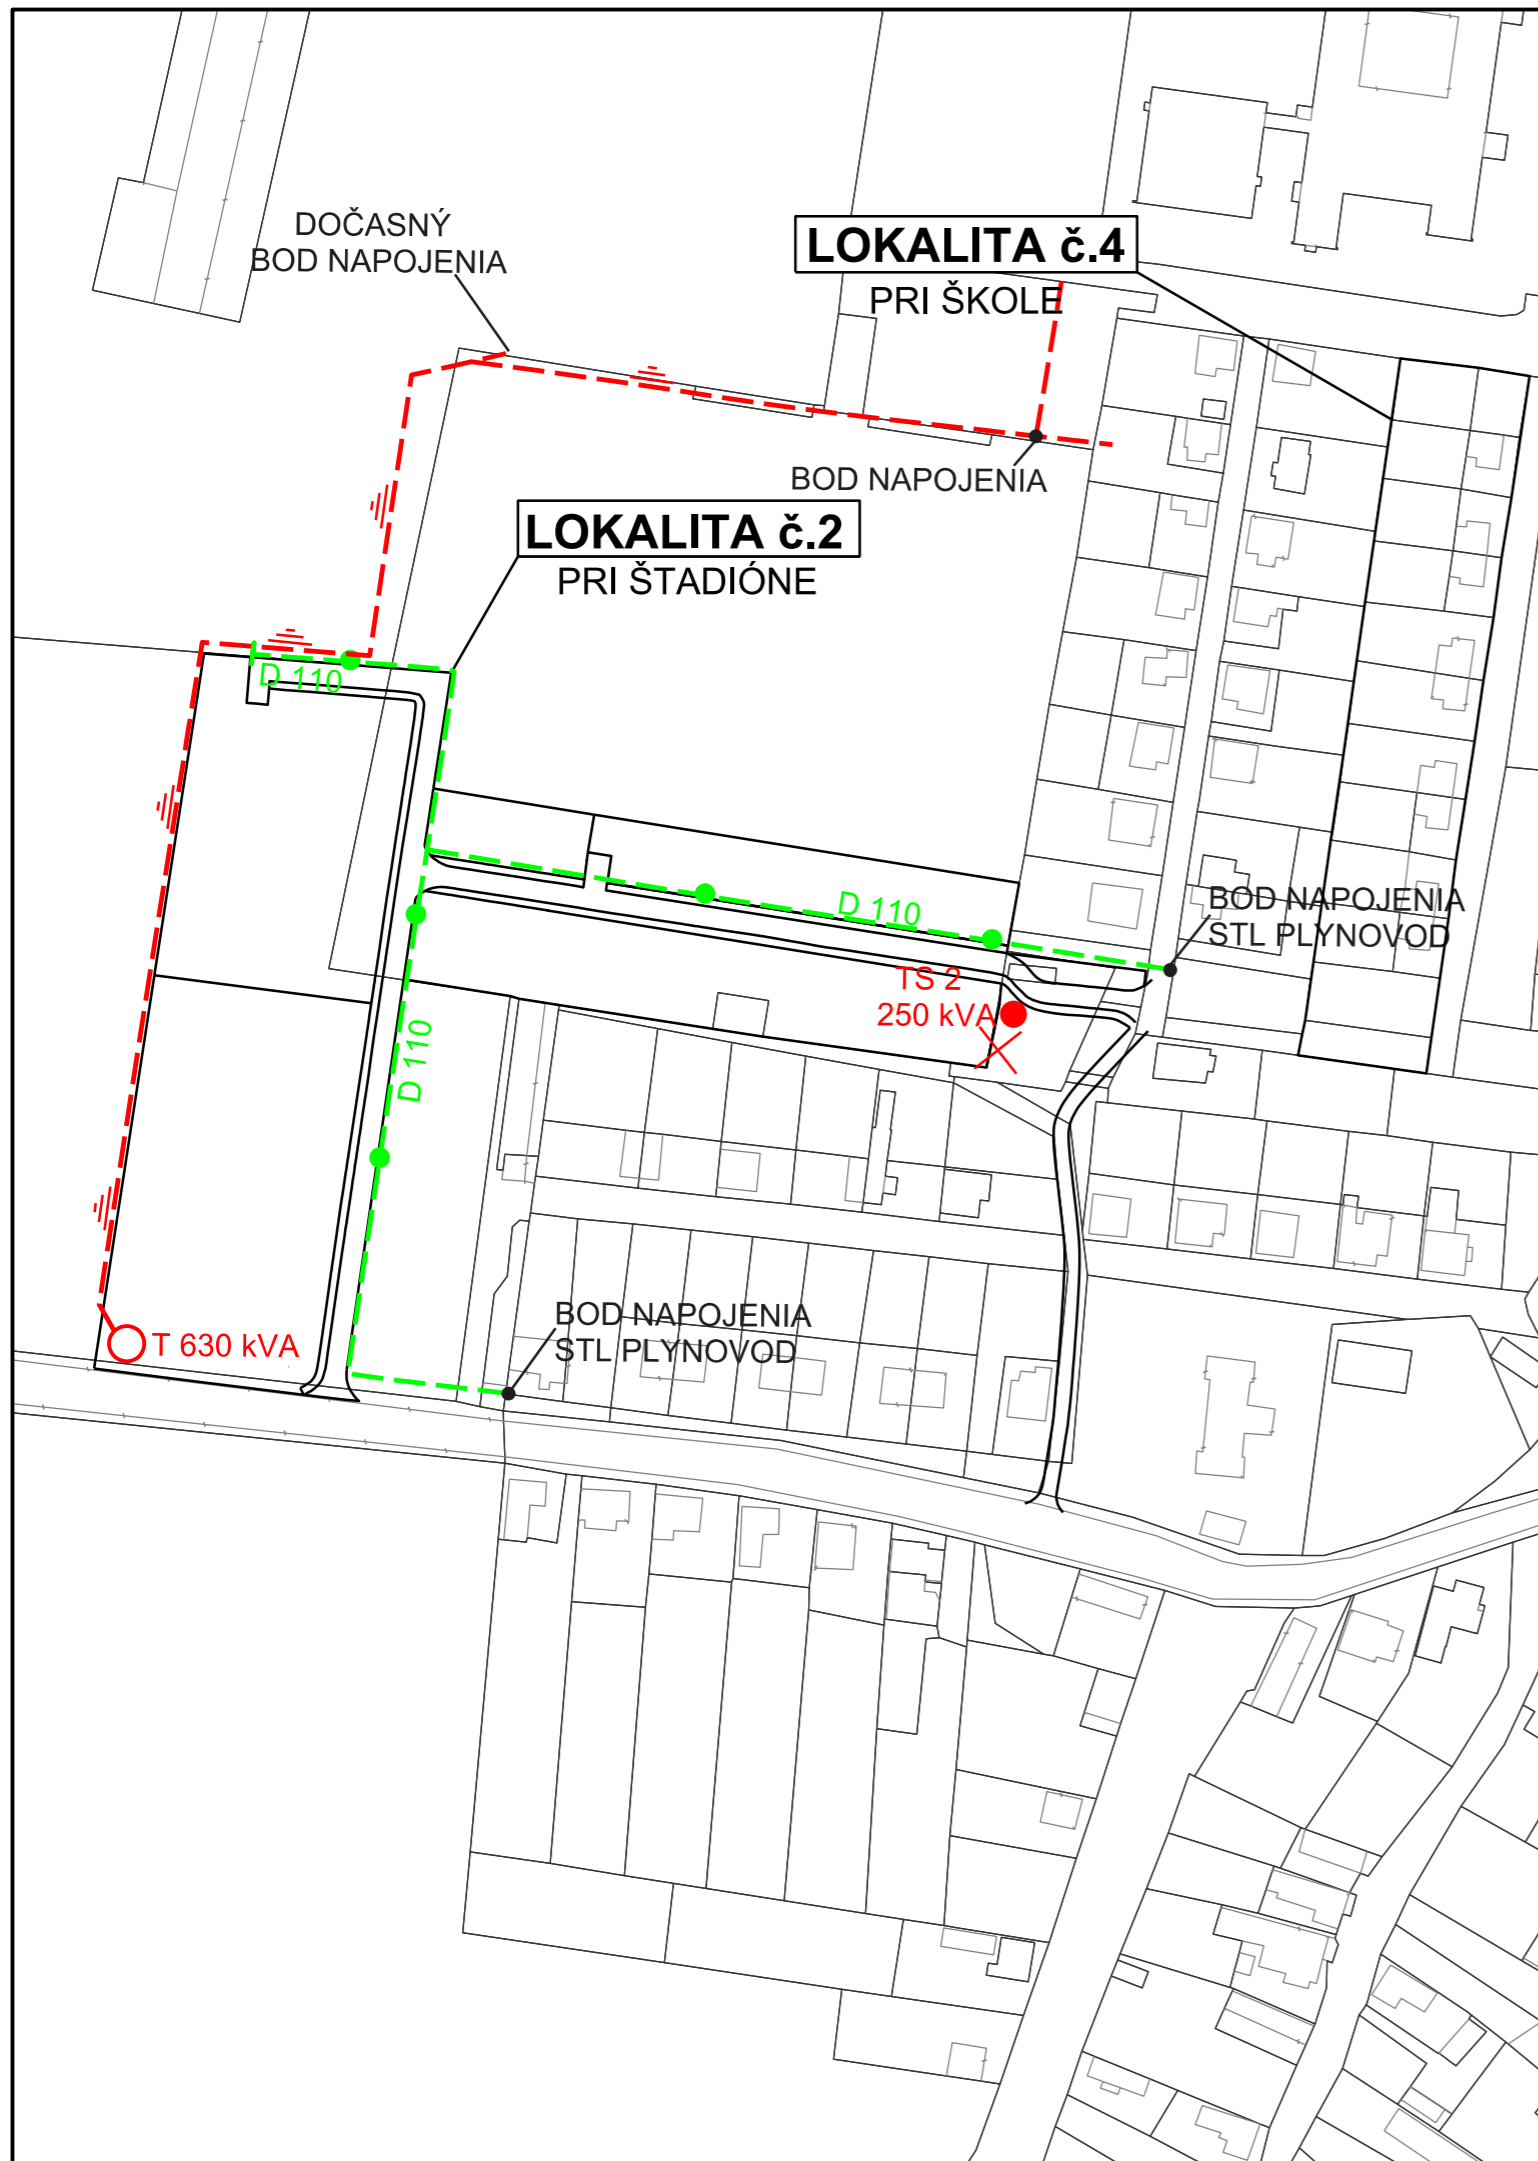 DOČASNÝ
BOD NAPOJENIA
LOKALITA č.4
PRI ŠKOLE
BOD NAPOJENIA
LOKALITA č.2
PRI ŠTADIÓNE
D 110
D 110
BOD NAPOJENIA
STL PLYNOVOD
TS 2
250 kVA
D 110
BOD NAPOJENIA
STL PLYNOVOD
T 630 kVA